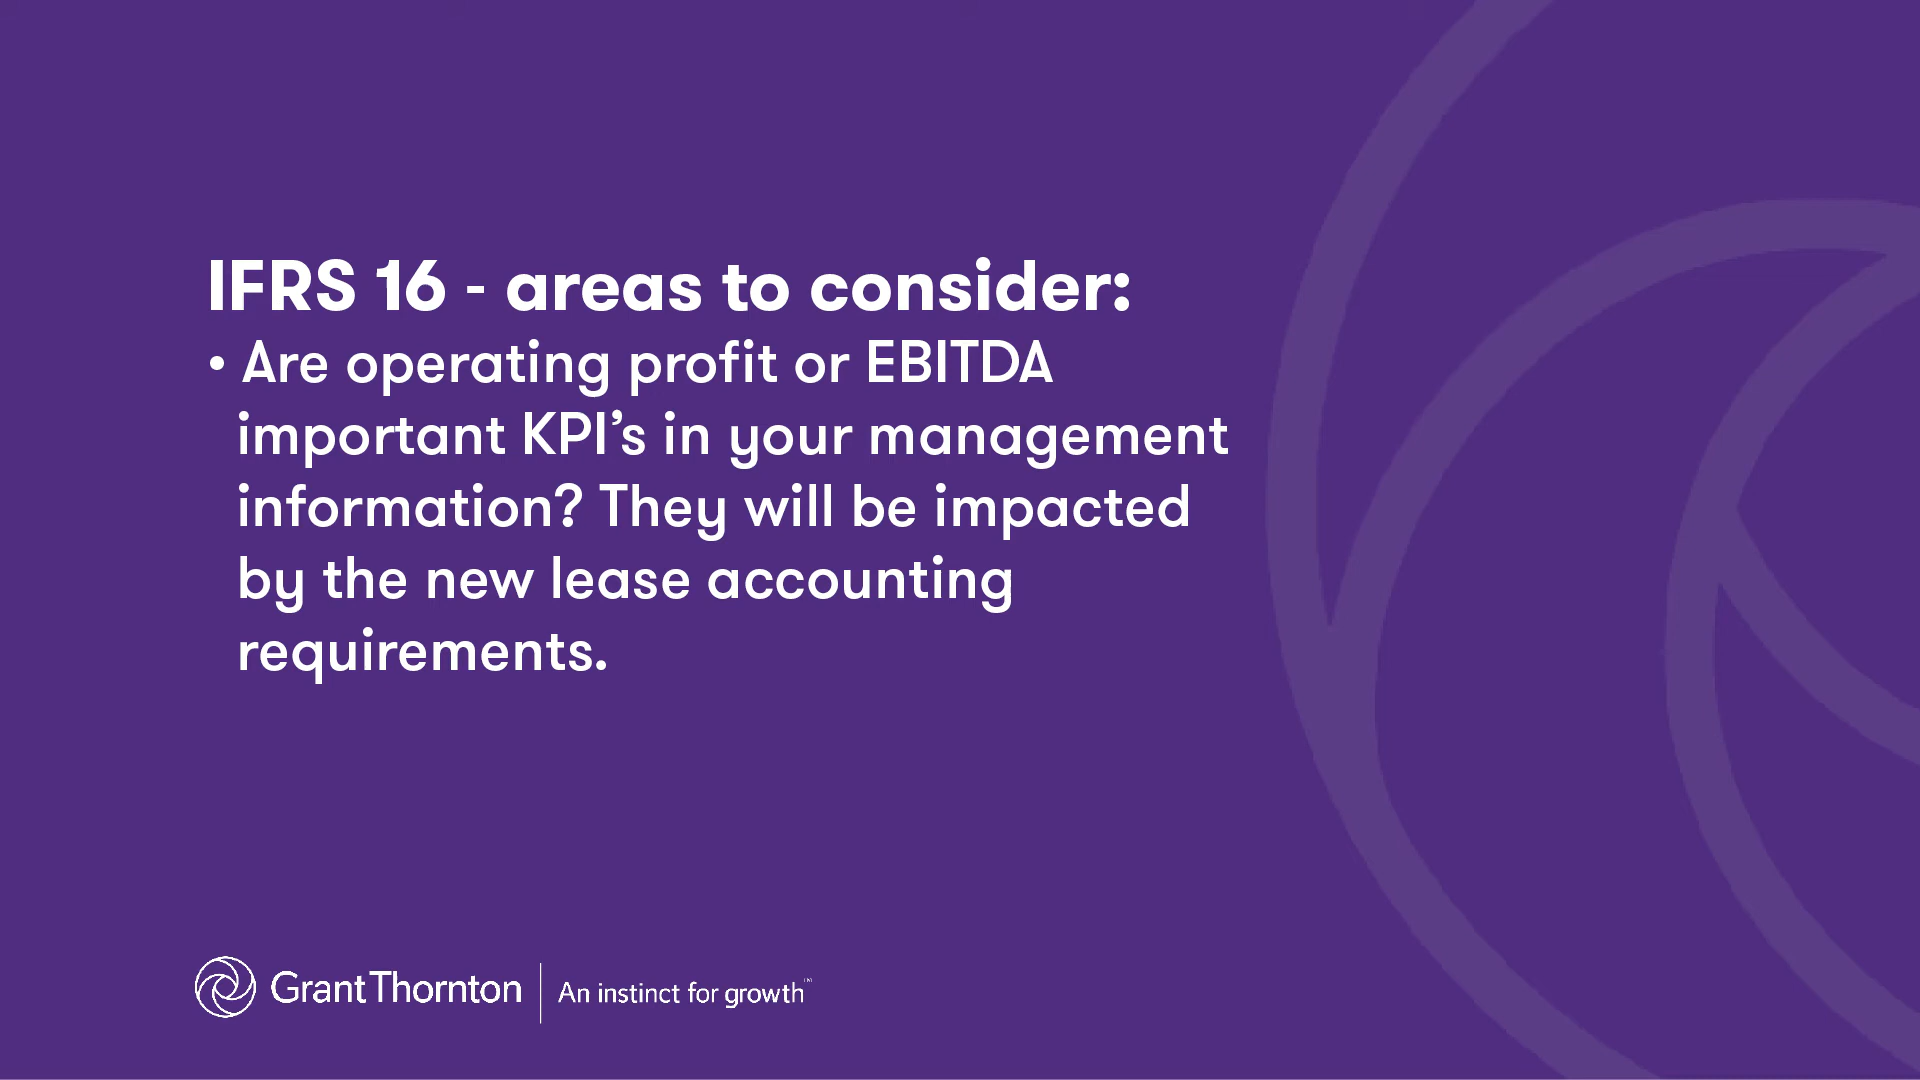 IFRS 16 - areas to consider:
• Are operating profit or EBITDA
important KPI’s in your management
information? They will be impacted
by the new lease accounting
requirements.
Grant Thornton | An instinct for growth™